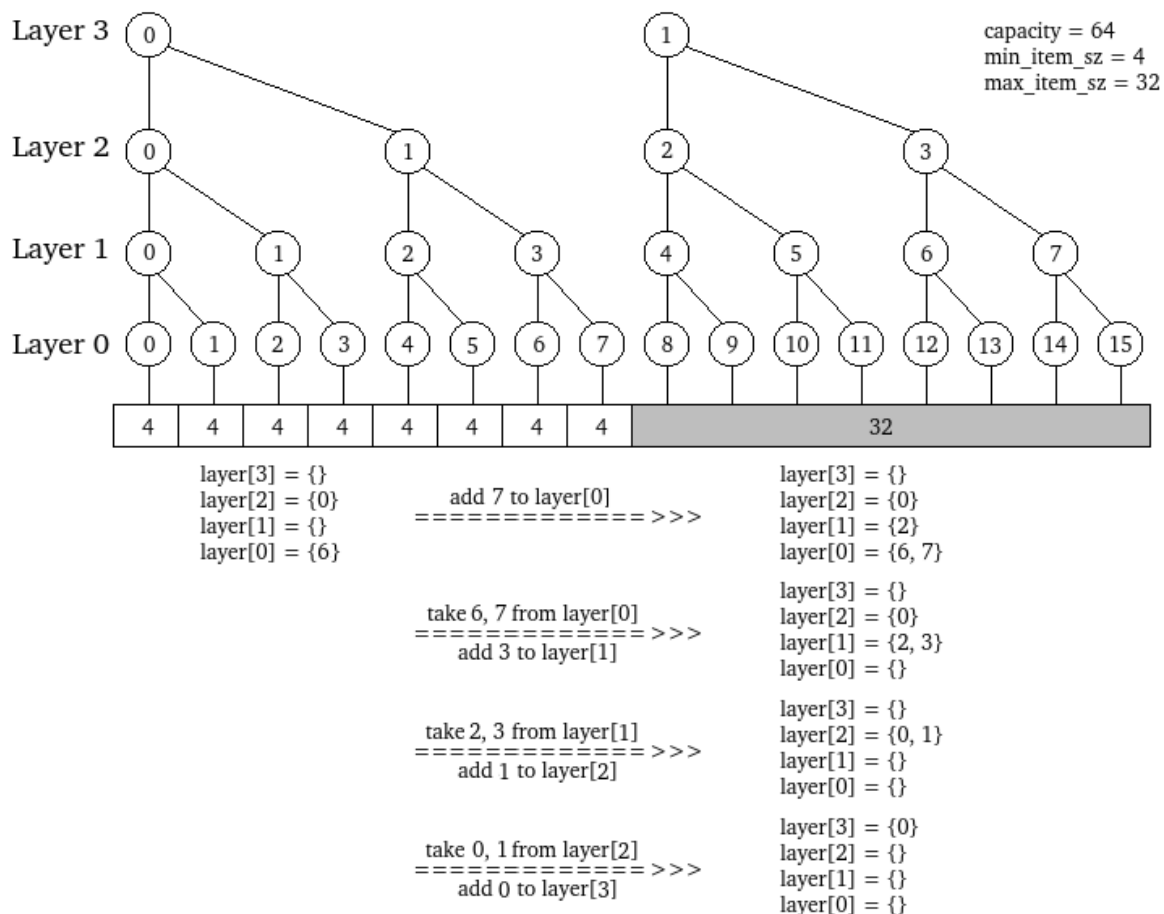 Layer 3 0 1
capacity = 64
min_item_sz = 4
max_item_sz = 32
Layer 2 0 1 2 3
Layer 1 0 1 2 3 4 5 6 7
Layer 0 0 1 2 3 4 5 6 7 8 9 10 11 12 13 14 15
4 4 4 4 4 4 4 4 32
layer[3] = {}
layer[2] = {0}
layer[1] = {}
layer[0] = {6}
add 7 to layer[0]
=============>>>
layer[3] = {}
layer[2] = {0}
layer[1] = {2}
layer[0] = {6, 7}
take 6, 7 from layer[0]
=============>>>
add 3 to layer[1]
layer[3] = {}
layer[2] = {0}
layer[1] = {2, 3}
layer[0] = {}
take 2, 3 from layer[1]
=============>>>
add 1 to layer[2]
layer[3] = {}
layer[2] = {0, 1}
layer[1] = {}
layer[0] = {}
take 0, 1 from layer[2]
=============>>>
add 0 to layer[3]
layer[3] = {0}
layer[2] = {}
layer[1] = {}
layer[0] = {}